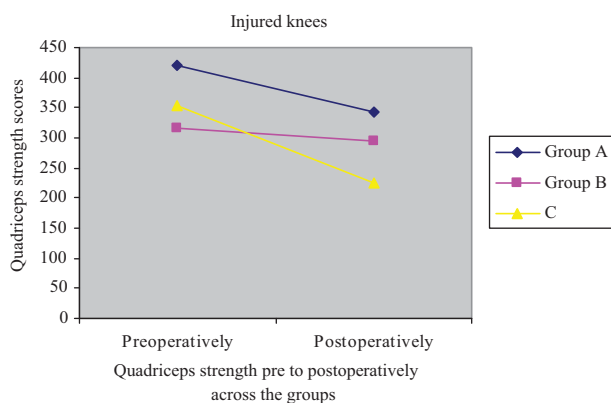 Injured knees
Quadriceps strength scores
450
400
350
300
250
200
150
100
50
0
Preoperatively Postoperatively
Quadriceps strength pre to postoperatively
across the groups
Group A
Group B
C